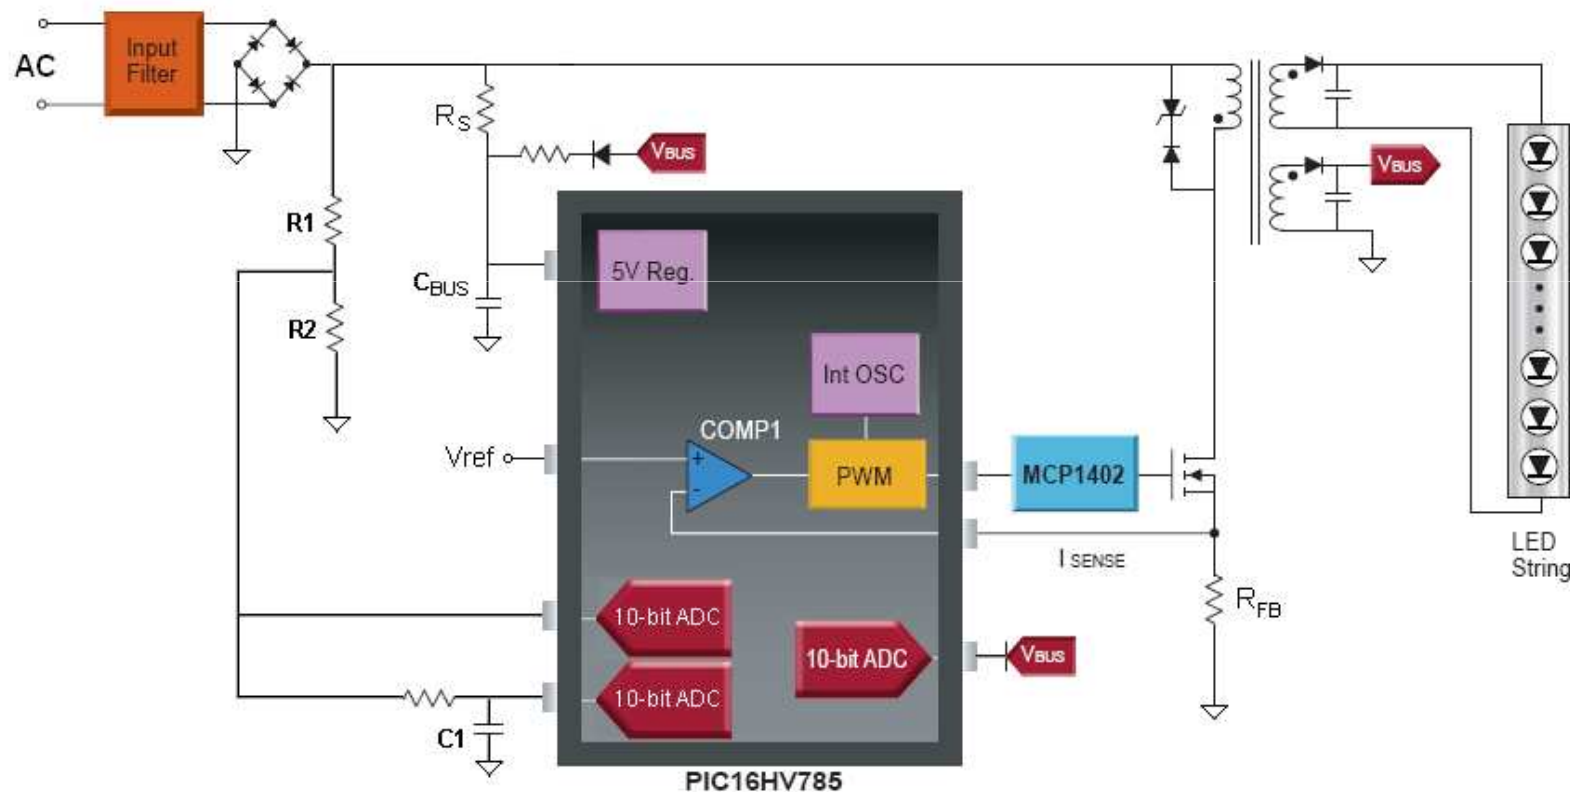 AC
Input
Filter
RS
VBUS
R1
R2
CBUS
5V Reg.
Int OSC
COMP1
+
-
PWM
Vref
MCP1402
I SENSE
RFB
VBUS
LED
String
10-bit ADC
10-bit ADC
10-bit ADC
VBUS
C1
PIC16HV785